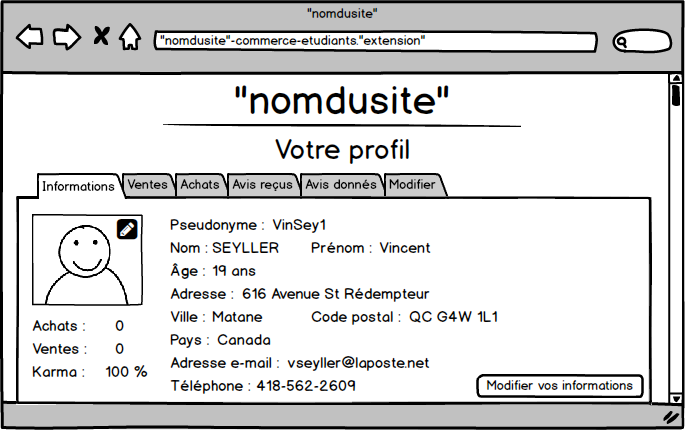 "nomdusite"
"nomdusite"-commerce-etudiants."extension"
"nomdusite"
Votre profil
Informations Ventes Achats Avis reçus Avis donnés Modifier
Pseudonyme : VinSey1
Nom : SEYLLER Prénom : Vincent
Âge : 19 ans
Adresse : 616 Avenue St Rédempteur
Ville : Matane Code postal : QC G4W 1L1
Pays : Canada
Adresse e-mail : vseyller@laposte.net
Téléphone : 418-562-2609
Achats : 0
Ventes : 0
Karma : 100 %
Modifier vos informations